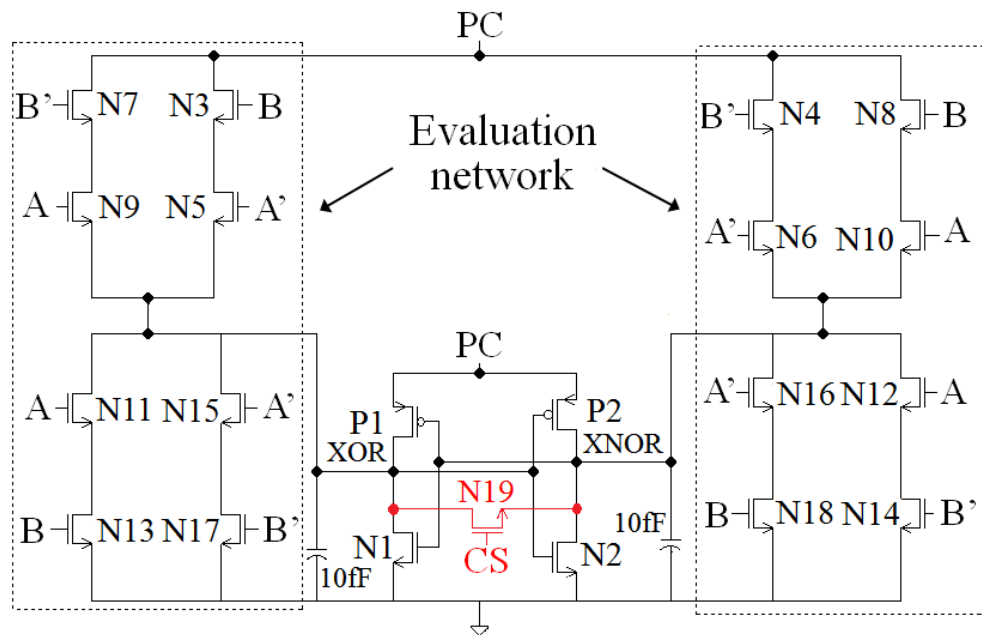 PC
B’ N7 N3 B
B’ N4 N8 B
Evaluation
network
A N9 N5 A’
A’ N6 N10 A
PC
A N11 N15 A’
P1 P2
A’ N16 N12 A
XOR XNOR
N19
B N13 N17 B’
10fF N1 CS N2 10fF
B N18 N14 B’